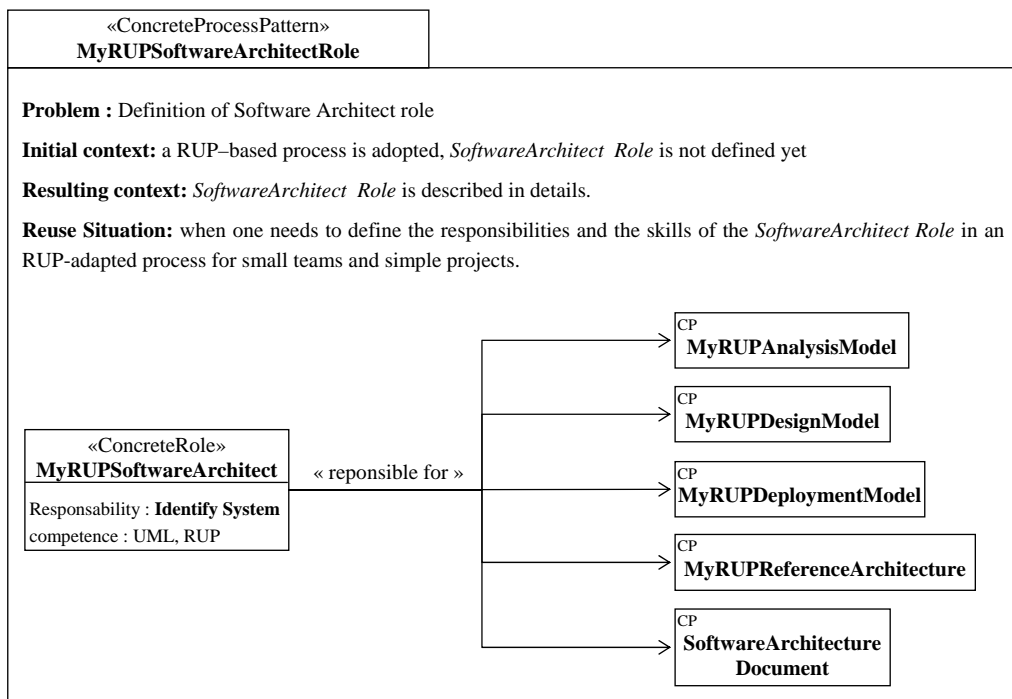 «ConcreteProcessPattern»
MyRUPSoftwareArchitectRole
Problem : Definition of Software Architect role
Initial context: a RUP–based process is adopted, SoftwareArchitect Role is not defined yet
Resulting context: SoftwareArchitect Role is described in details.
Reuse Situation: when one needs to define the responsibilities and the skills of the SoftwareArchitect Role in an
RUP-adapted process for small teams and simple projects.
CP
MyRUPAnalysisModel
CP
MyRUPDesignModel
«ConcreteRole»
MyRUPSoftwareArchitect
Responsability : Identify System
competence : UML, RUP
« reponsible for »
CP
MyRUPDeploymentModel
CP
MyRUPReferenceArchitecture
CP
SoftwareArchitecture
Document